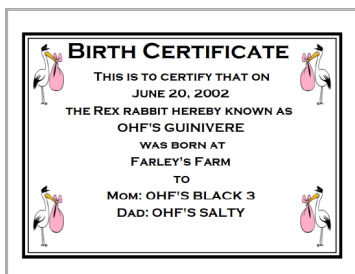 BIRTH CERTIFICATE
THIS IS TO CERTIFY THAT ON
JUNE 20, 2002
THE REX RABBIT HEREBY KNOWN AS
OHF'S GUINIVERE
WAS BORN AT
FARLEY'S FARM
TO
MOM: OHF'S BLACK 3
DAD: OHF'S SALTY